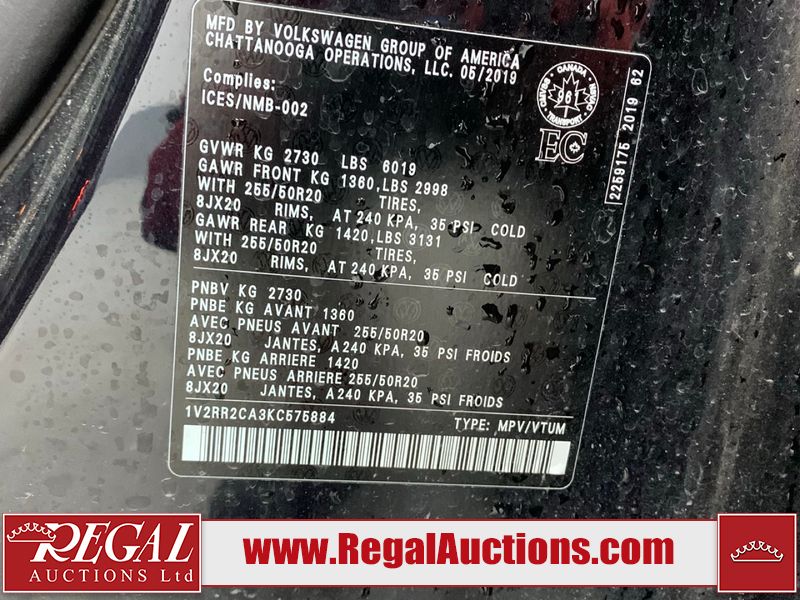 MFD BY VOLKSWAGEN GROUP OF AMERICA
CHATTANOOGA OPERATIONS, LLC. 05/2019
Complies:
ICES/NMB-002
CANADA
TRANSPORT
96
EC
2259175 2019 62
GVWR KG 2730 LBS 6019
GAWR FRONT KG 1360,LBS 2998
WITH 255/50R20 TIRES,
8JX20 RIMS, AT 240 KPA, 35 PSI COLD
GAWR REAR KG 1420,LBS 3131
WITH 255/50R20 TIRES,
8JX20 RIMS, AT 240 KPA, 35 PSI COLD
PNBV KG 2730
PNBE KG AVANT 1360
AVEC PNEUS AVANT 255/50R20
8JX20 JANTES, A 240 KPA, 35 PSI FROIDS
PNBE KG ARRIERE 1420
AVEC PNEUS ARRIERE 255/50R20
8JX20 JANTES, A 240 KPA, 35 PSI FROIDS
1V2RR2CA3KC575884 TYPE: MPV/VTUM
REGAL
AUCTIONS Ltd
www.RegalAuctions.com